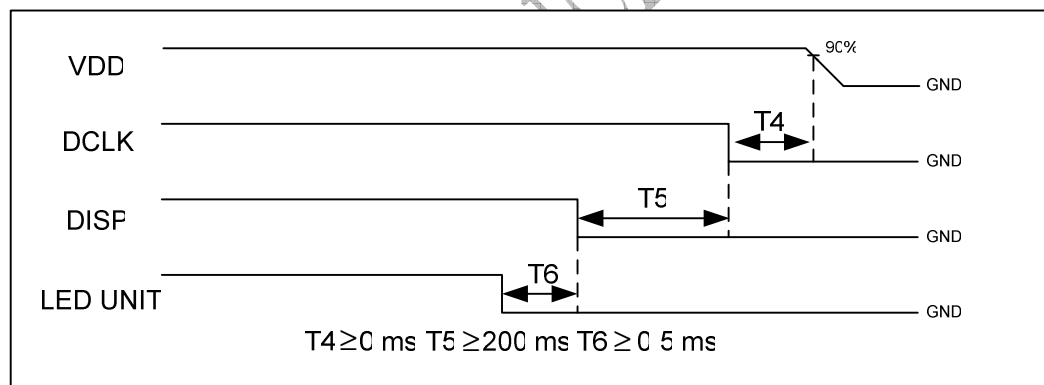 VDD
90%
GND
DCLK
T4
GND
DISP
T5
GND
LED UNIT
T6
GND
T4≥0 ms T5 ≥200 ms T6 ≥ 0 5 ms